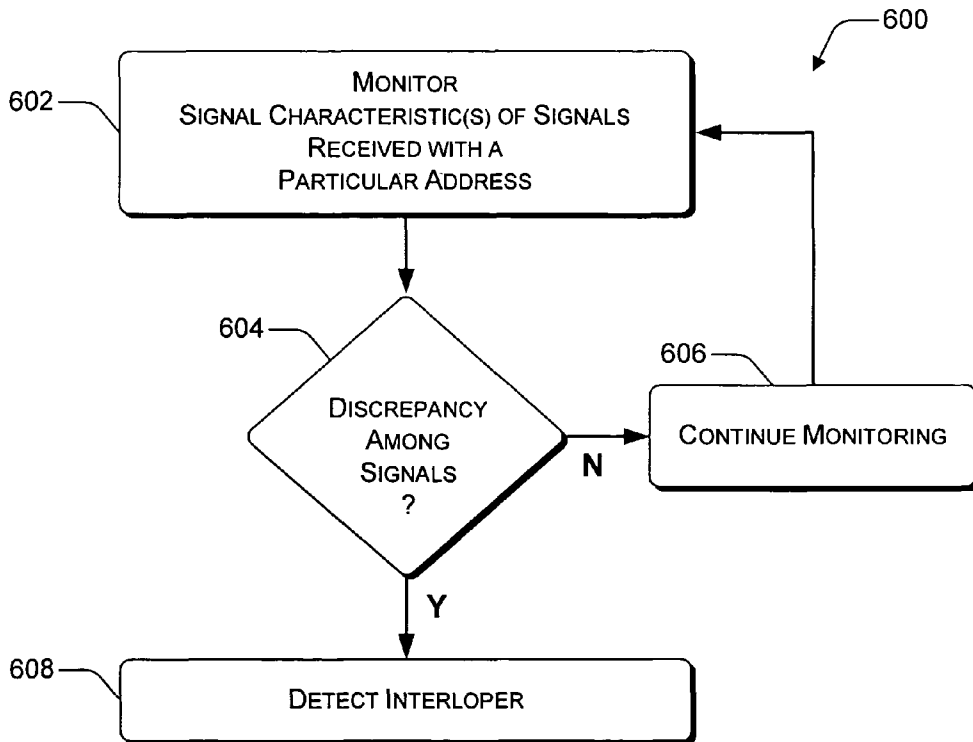 600
602
MONITOR
SIGNAL CHARACTERISTIC(S) OF SIGNALS
RECEIVED WITH A
PARTICULAR ADDRESS
604
DISCREPANCY
AMONG
SIGNALS
?
606
CONTINUE MONITORING
N
Y
608
DETECT INTERLOPER